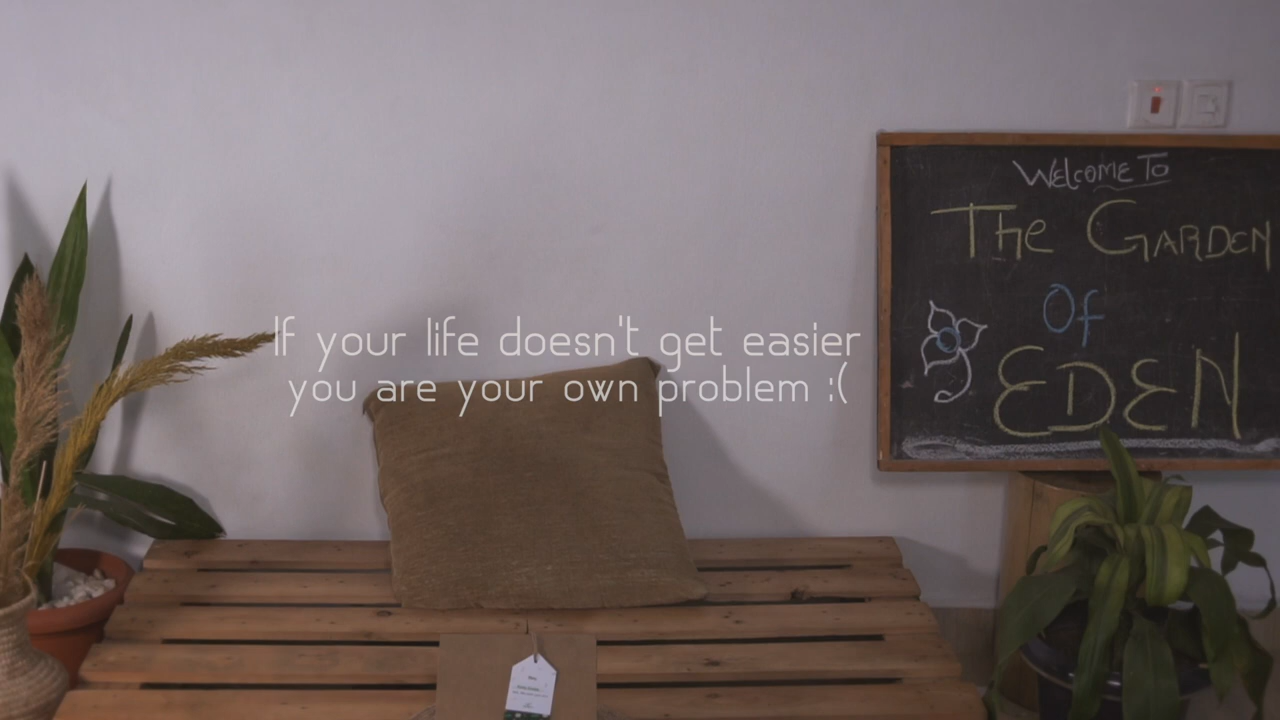 If your life doesn't get easier
you are your own problem :(
WELCOME TO
The GARDEN
Of
EDEN